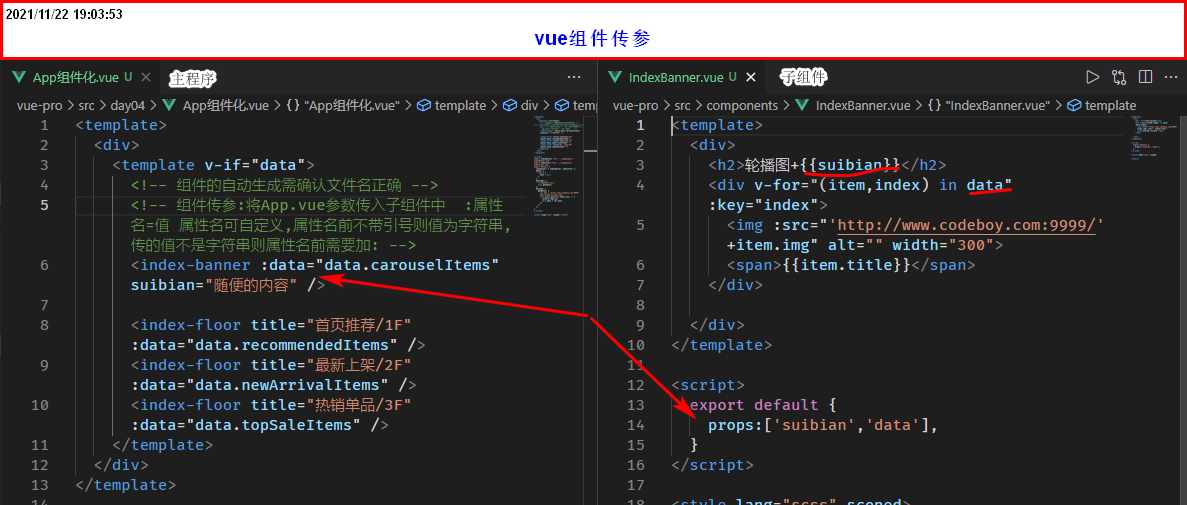 2021/11/22 19:03:53
vue组件传参
App组件化.vue U ×
主程序
vue-pro > src > day04 > App组件化.vue > {} "App组件化.vue" > template > div > temp
1 <template>
2 <div>
3 <template v-if="data">
4 <!-- 组件的自动生成需确认文件名正确 -->
5 <!-- 组件传参:将App.vue参数传入子组件中 :属性
名=值 属性名可自定义,属性名前不带引号则值为字符串,
传的值不是字符串则属性名前需要加: -->
6 <index-banner :data="data.carouselItems"
suibian="随便的内容" />
7
8 <index-floor title="首页推荐/1F"
:data="data.recommendedItems" />
9 <index-floor title="最新上架/2F"
:data="data.newArrivalItems" />
10 <index-floor title="热销单品/3F"
:data="data.topSaleItems" />
11 </template>
12 </div>
13 </template>
14
IndexBanner.vue U ×
子组件
vue-pro > src > components > IndexBanner.vue > {} "IndexBanner.vue" > template
1 <template>
2 <div>
3 <h2>轮播图+{{suibian}}</h2>
4 <div v-for="(item,index) in data"
:key="index">
5 <img :src="'http://www.codeboy.com:9999/'
+item.img" alt="" width="300">
6 <span>{{item.title}}</span>
7 </div>
8
9 </div>
10 </template>
11
12 <script>
13 export default {
14 props:['suibian','data'],
15 }
16 </script>
17
18 <style lang="scss" scoped>